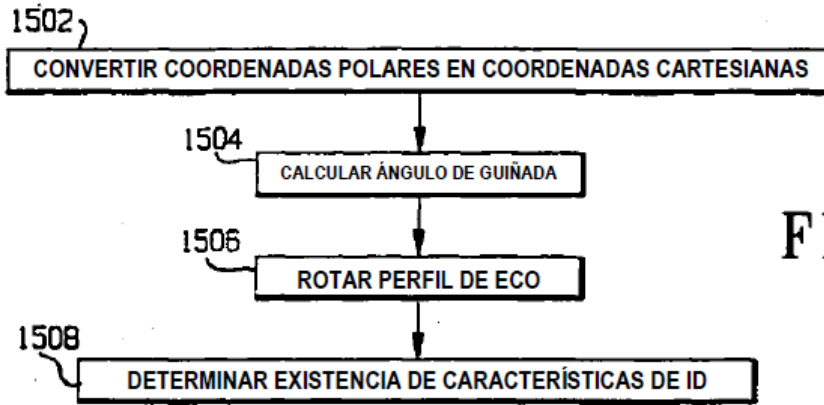 1502
CONVERTIR COORDENADAS POLARES EN COORDENADAS CARTESIANAS
1504
CALCULAR ÁNGULO DE GUIÑADA
1506
ROTAR PERFIL DE ECO
1508
DETERMINAR EXISTENCIA DE CARACTERÍSTICAS DE ID